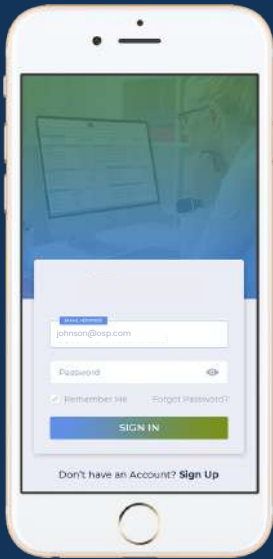 johnson@osp.com
Password
Remember Me Forgot Password?
SIGN IN
Don't have an Account? Sign Up